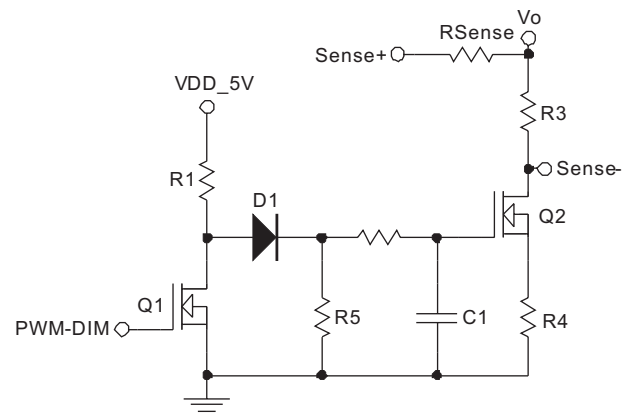 Vo
RSense
Sense+
VDD_5V
R3
R1
Sense-
D1
Q2
Q1
PWM-DIM
R5
C1
R4